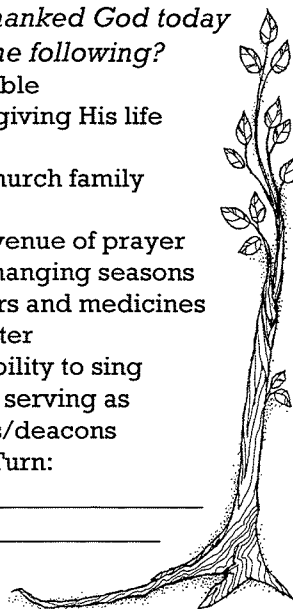 hanked God today
he following?
ble
giving His life
hurch family
venue of prayer
hanging seasons
rs and medicines
ter
bility to sing
serving as
s/deacons
Turn: